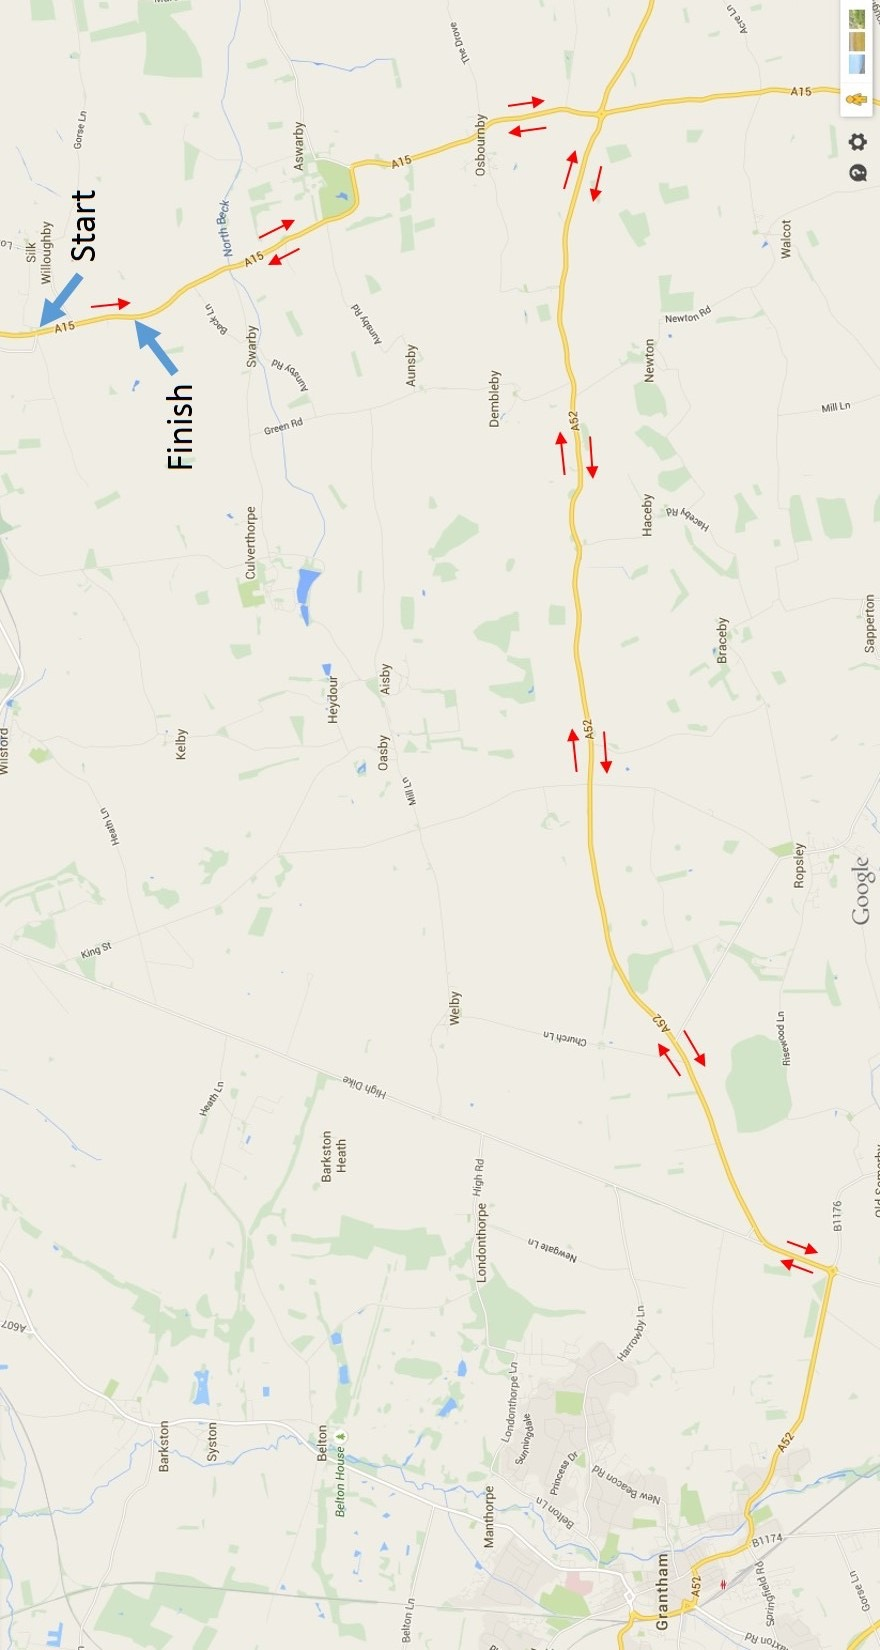 Wilsford
Lo
A607
Silk
Willoughby
A15
Start
Gorse Ln
King St
Heath Ln
Barkston
Kelby
Finish
Syston
Heath Ln
Back Ln
North Beck
Culverthorpe
Swarby
A15
Green Rd
Aunsby Rd
Aswarby
Belton
Belton House
Barkston
Heath
Heydour
High Dike
Aunsby Rd
Oasby
Aisby
A15
Belton Ln
Mill Ln
Aunsby
Welby
The Drove
Manthorpe
Londonthorpe
High Rd
Dembleby
Osbournby
Londonthorpe Ln
Sunningdale
Belton Ln
Newgate Ln
Church Ln
Princess Dr
A52
A52
New Beacon Rd
Harrowby Ln
Haceby
Newton
Grantham
A52
A52
Haceby Rd
Newton Rd
Braceby
Acre Ln
B1174
Springfield Rd
A52
Risewood Ln
Walcot
Ropsley
A15
Mill Ln
B1176
Gorse Ln
Google
Sapperton